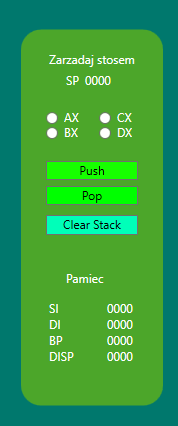 Zarzadaj stosem
SP 0000
AX CX
BX DX
Push
Pop
Clear Stack
Pamiec
SI 0000
DI 0000
BP 0000
DISP 0000